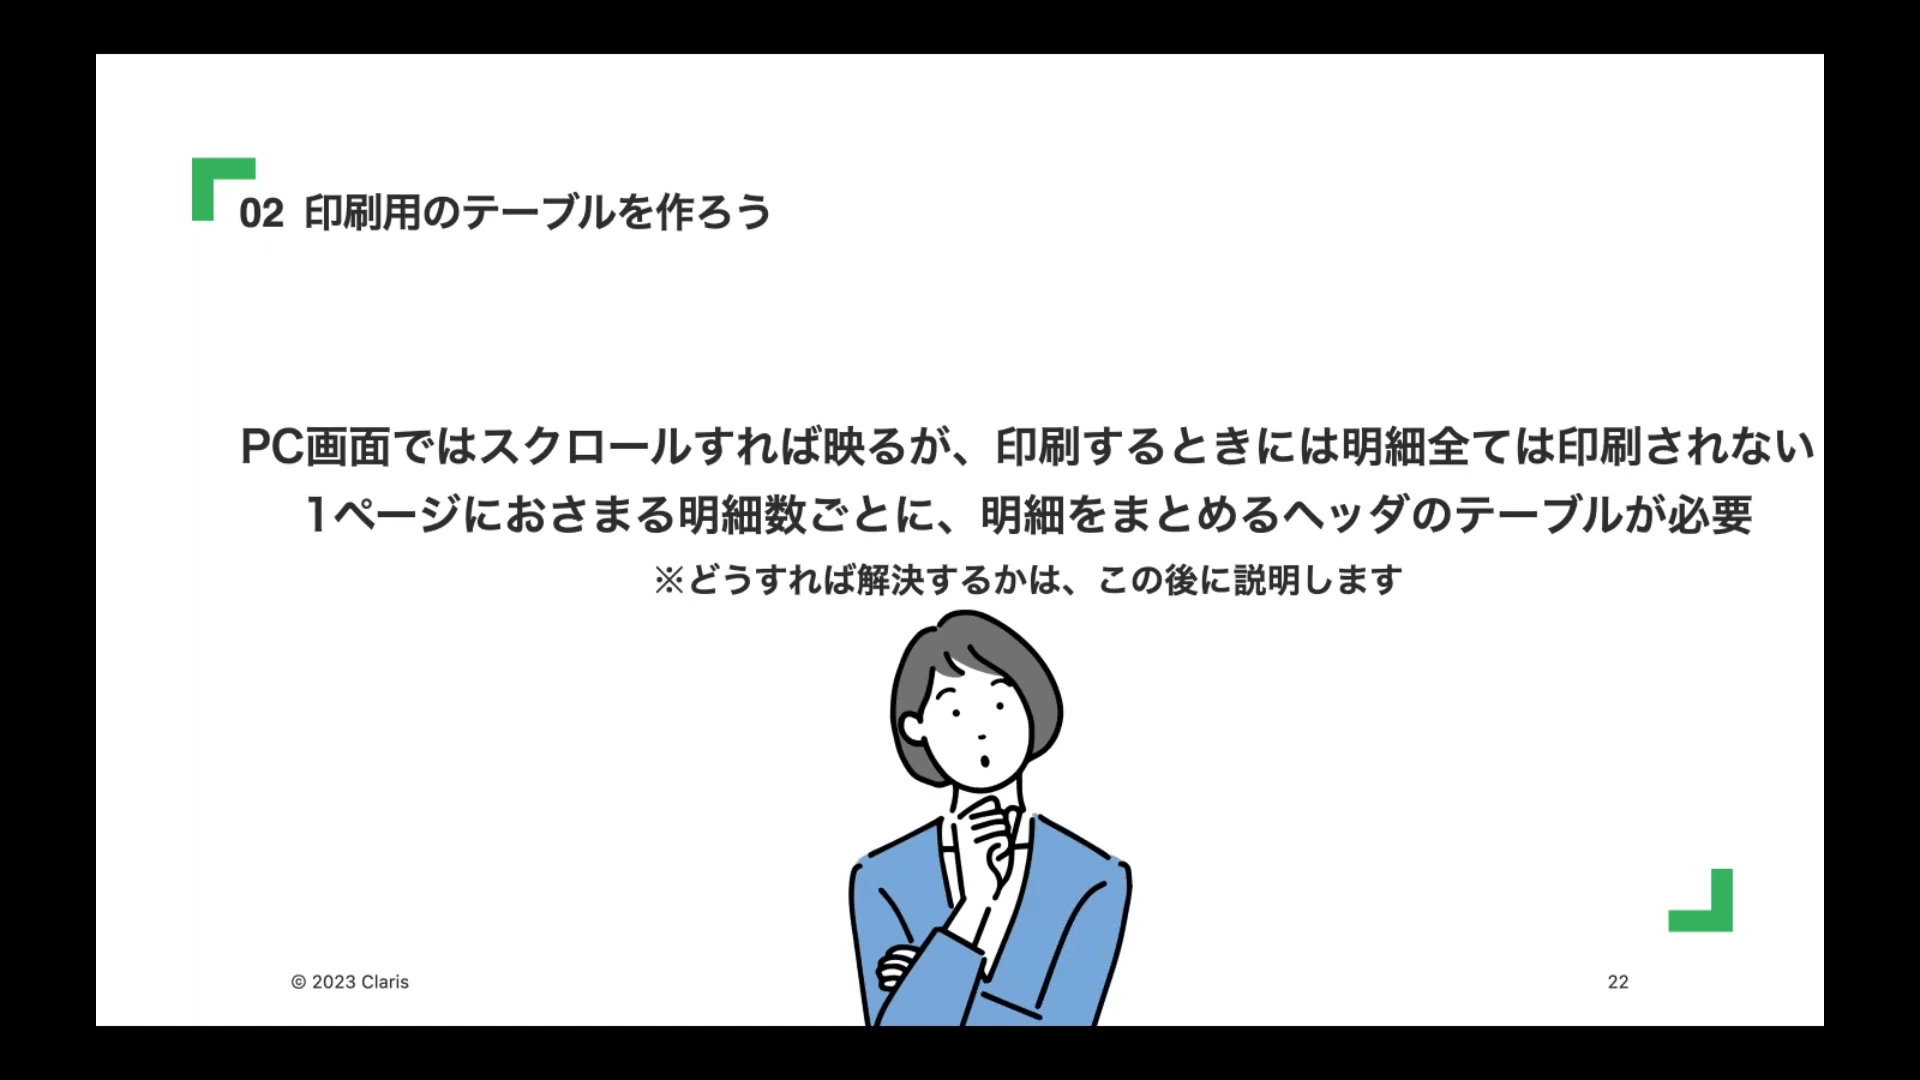 02 印刷用のテーブルを作ろう
PC画面ではスクロールすれば映るが、印刷するときには明細全ては印刷されない
1ページにおさまる明細数ごとに、明細をまとめるヘッダのテーブルが必要
※どうすれば解決するかは、この後に説明します
© 2023 Claris
22